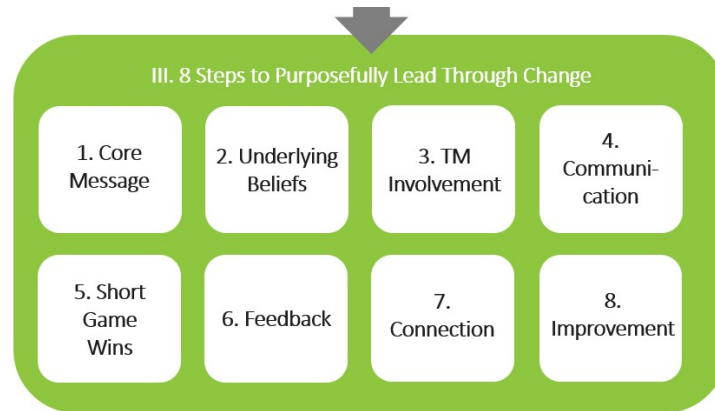 III. 8 Steps to Purposefully Lead Through Change
1. Core
Message
2. Underlying
Beliefs
3. TM
Involvement
4.
Communi-
cation
5. Short
Game
Wins
6. Feedback
7.
Connection
8.
Improvement